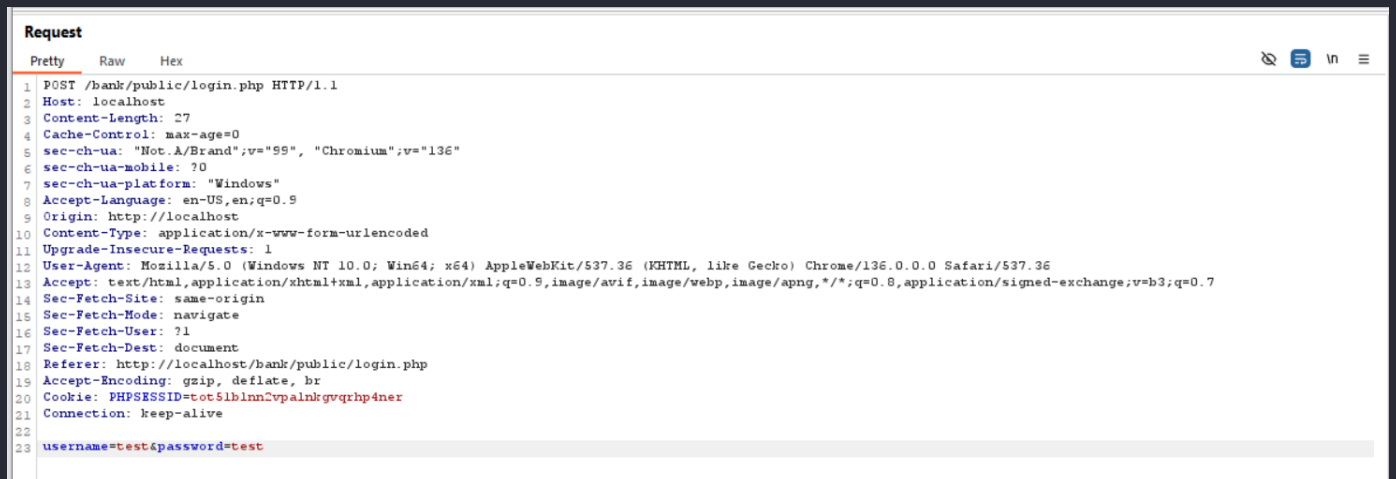 Request
Pretty Raw Hex
\n
1 POST /bank/public/login.php HTTP/1.1
2 Host: localhost
3 Content-Length: 27
4 Cache-Control: max-age=0
5 sec-ch-ua: "Not.A/Brand";v="99", "Chromium";v="136"
6 sec-ch-ua-mobile: ?0
7 sec-ch-ua-platform: "Windows"
8 Accept-Language: en-US,en;q=0.9
9 Origin: http://localhost
10 Content-Type: application/x-www-form-urlencoded
11 Upgrade-Insecure-Requests: 1
12 User-Agent: Mozilla/5.0 (Windows NT 10.0; Win64; x64) AppleWebKit/537.36 (KHTML, like Gecko) Chrome/136.0.0.0 Safari/537.36
13 Accept: text/html,application/xhtml+xml,application/xml;q=0.9,image/avif,image/webp,image/apng,*/*;q=0.8,application/signed-exchange;v=b3;q=0.7
14 Sec-Fetch-Site: same-origin
15 Sec-Fetch-Mode: navigate
16 Sec-Fetch-User: ?1
17 Sec-Fetch-Dest: document
18 Referer: http://localhost/bank/public/login.php
19 Accept-Encoding: gzip, deflate, br
20 Cookie: PHPSESSID=tot51blnn2vpalnkgvqrhp4ner
21 Connection: keep-alive
22
23 username=test&password=test